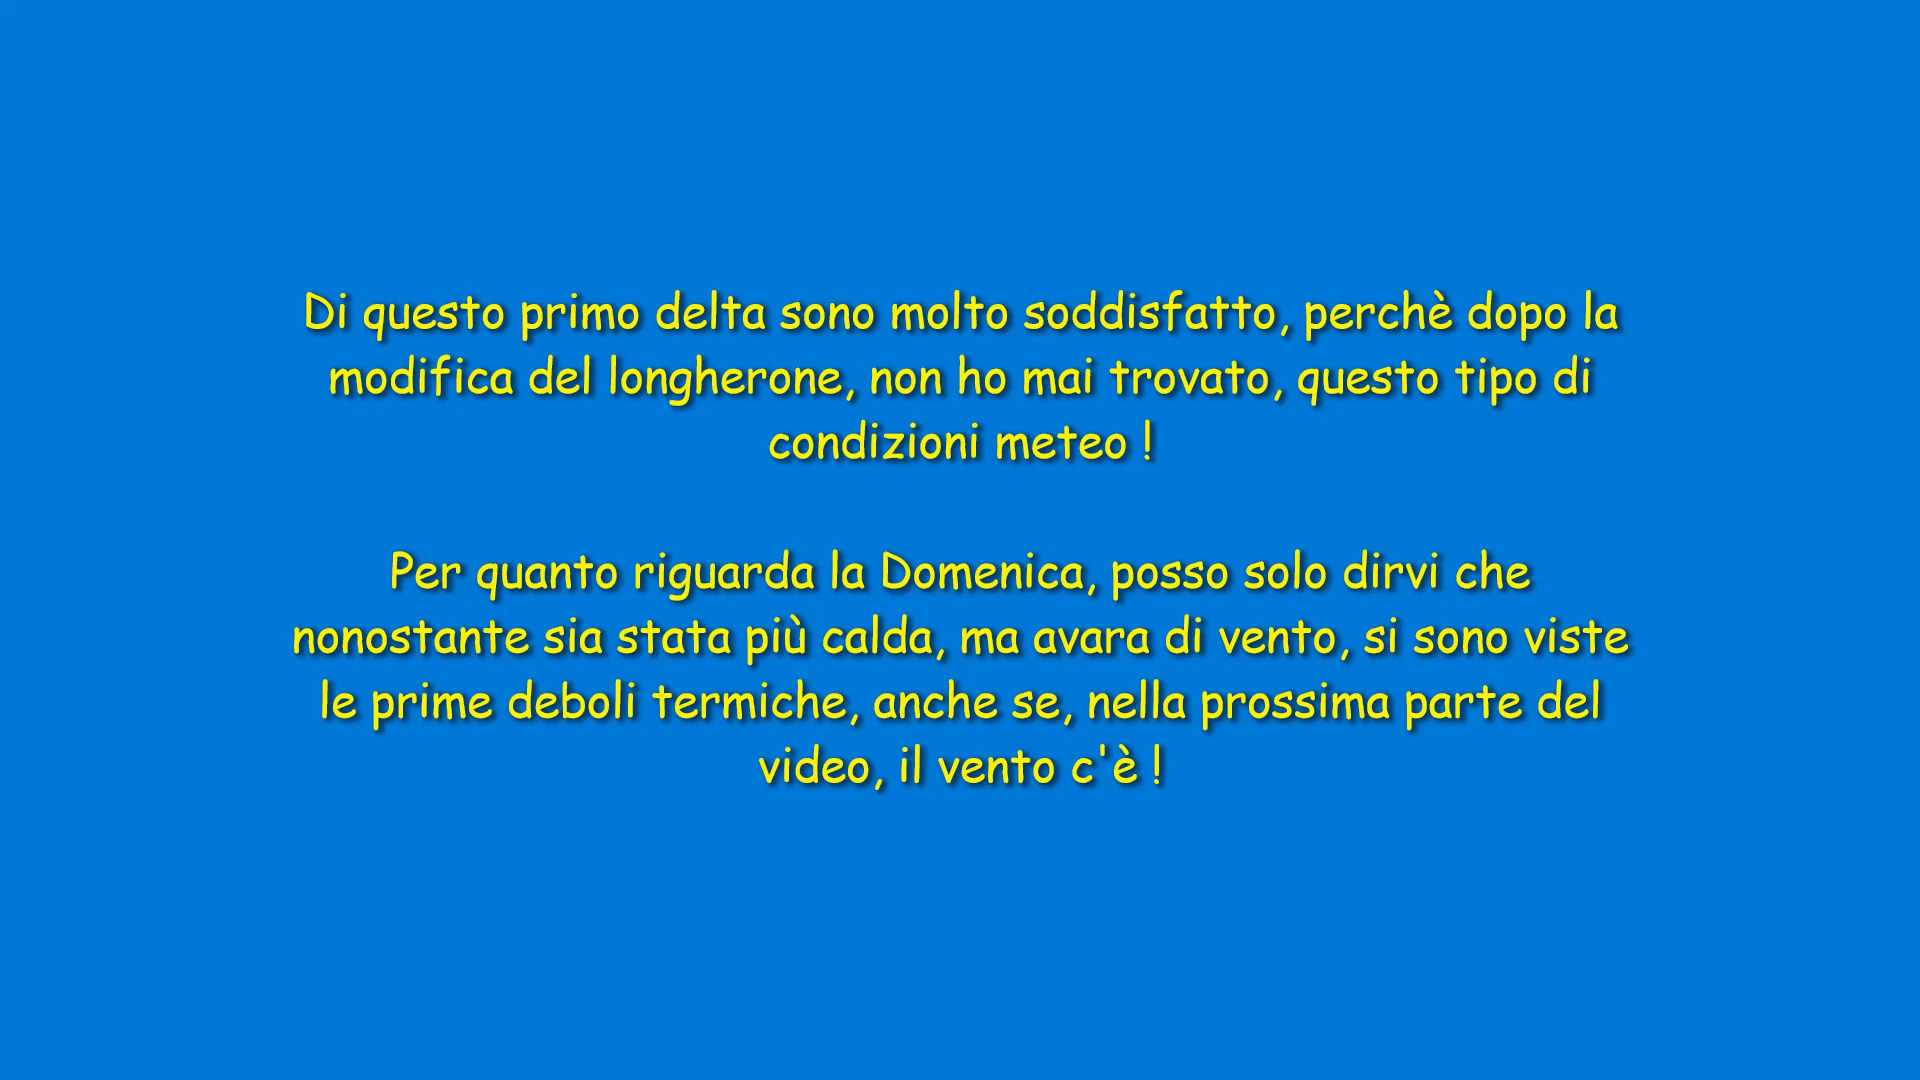 Di questo primo delta sono molto soddisfatto, perchè dopo la
modifica del longherone, non ho mai trovato, questo tipo di
condizioni meteo !
Per quanto riguarda la Domenica, posso solo dirvi che
nonostante sia stata più calda, ma avara di vento, si sono viste
le prime deboli termiche, anche se, nella prossima parte del
video, il vento c'è !